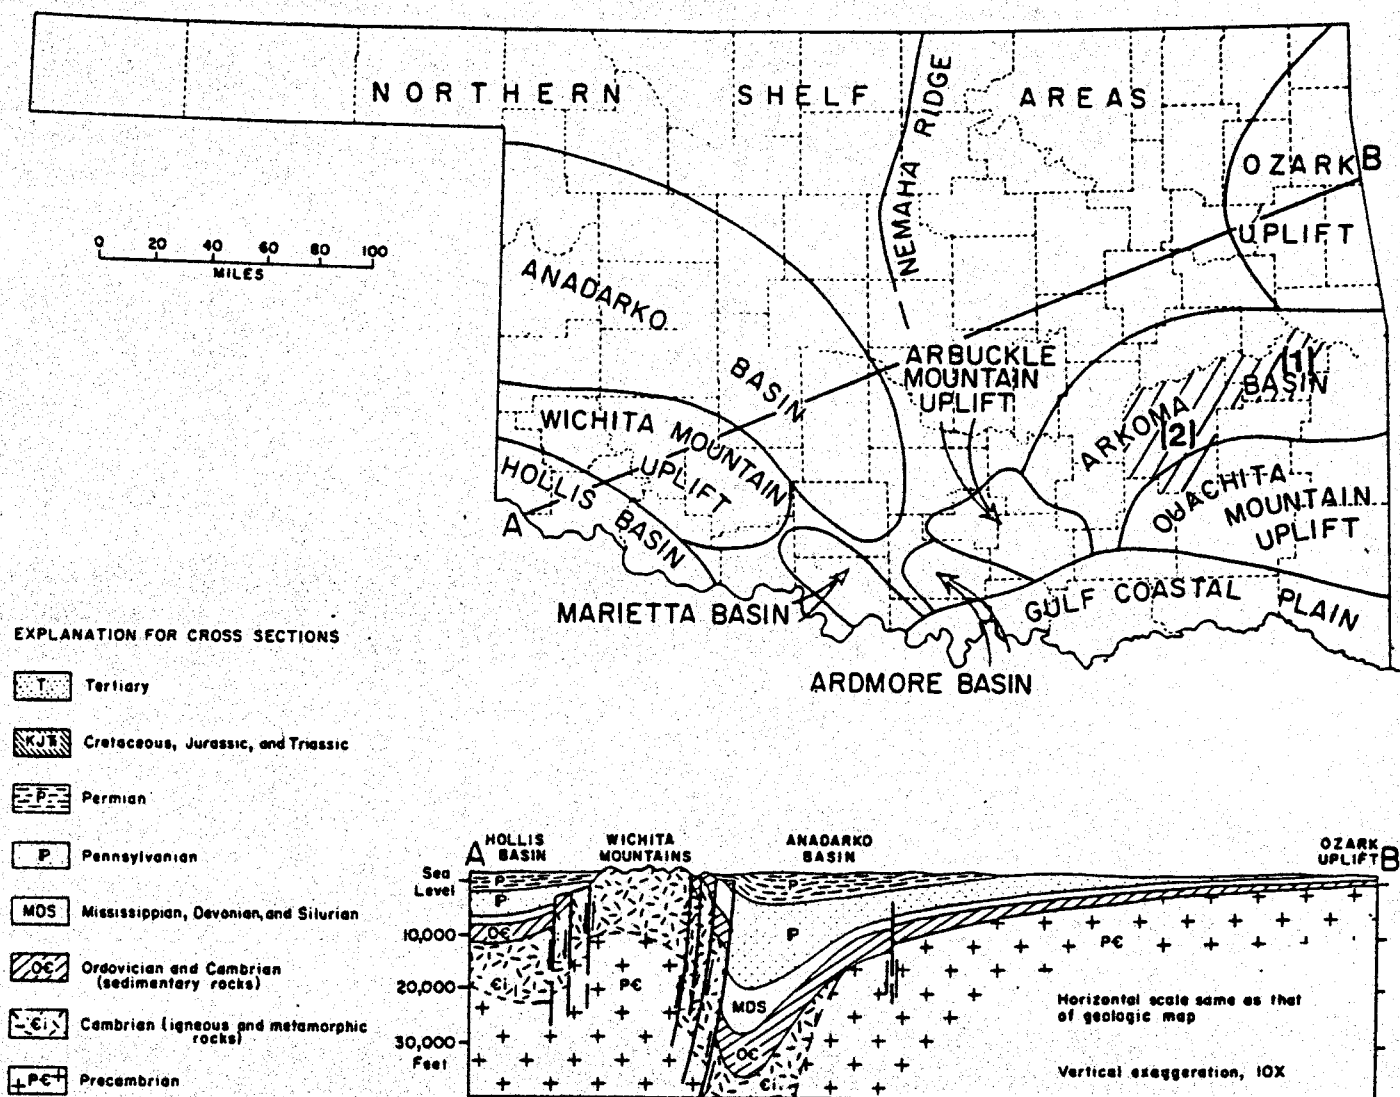 NORTHERN SHELF AREAS
NEMAHA RIDGE
OZARK B
UPLIFT
0 20 40 60 80 100
MILES
ANADARKO
BASIN
ARBUCKLE
MOUNTAIN
UPLIFT
(1)
ARKOMA BASIN
(2)
WICHITA MOUNTAIN
UPLIFT
HOLLIS BASIN
A
OUACHITA
MOUNTAIN
UPLIFT
MARIETTA BASIN
GULF COASTAL PLAIN
ARDMORE BASIN
EXPLANATION FOR CROSS SECTIONS
T Tertiary
KJƮ Cretaceous, Jurassic, and Triassic
P Permian
ℙ Pennsylvanian
MDS Mississippian, Devonian, and Silurian
OЄ Ordovician and Cambrian
(sedimentary rocks)
Єi Cambrian (igneous and metamorphic
rocks)
PЄ Precambrian
A HOLLIS
BASIN
WICHITA
MOUNTAINS
ANADARKO
BASIN
OZARK
UPLIFT B
Sea
Level
10,000
20,000
30,000
Feet
P
ℙ
OЄ
Єi
PЄ
P
ℙ
MDS
OЄ
Єi
PЄ
Horizontal scale same as that
of geologic map
Vertical exaggeration, 10X